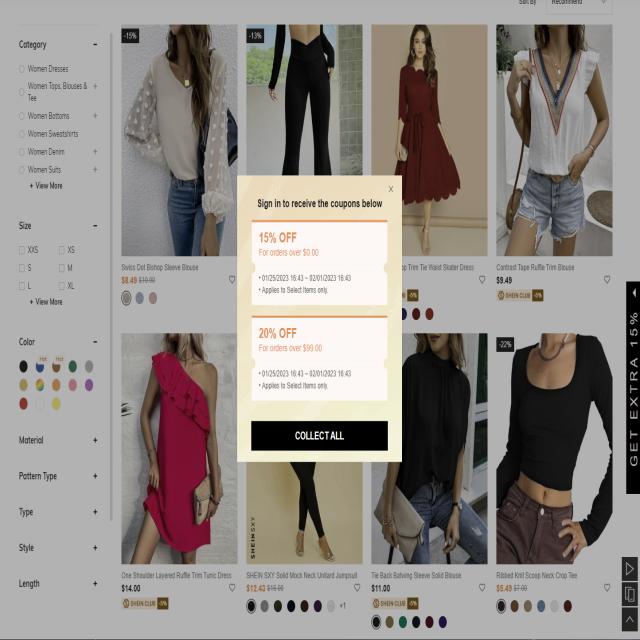 Sort By Recommend
Category −
Women Dresses
Women Tops, Blouses & Tee +
Women Bottoms +
Women Sweatshirts
Women Denim +
Women Suits +
+ View More
Size −
XXS XS
S M
L XL
+ View More
Color −
Hot Hot
Material +
Pattern Type +
Type +
Style +
Length +
-15%
Swiss Dot Bishop Sleeve Blouse
$8.49 $10.00
-13%
Trim Tie Waist Skater Dress
-5%
Contrast Tape Ruffle Trim Blouse
$9.49
SHEIN CLUB -5%
Sign in to receive the coupons below
X
15% OFF
For orders over $0.00
• 01/25/2023 16:43 ~ 02/01/2023 16:43
• Applies to Select Items only.
20% OFF
For orders over $99.00
• 01/25/2023 16:43 ~ 02/01/2023 16:43
• Applies to Select Items only.
COLLECT ALL
One Shoulder Layered Ruffle Trim Tunic Dress
$14.00
SHEIN CLUB -5%
SHEINSXY
SHEIN SXY Solid Mock Neck Unitard Jumpsuit
$12.43
+1
Tie Back Batwing Sleeve Solid Blouse
$11.00
SHEIN CLUB -5%
-22%
Ribbed Knit Scoop Neck Crop Tee
$5.49 $7.00
GET EXTRA 15%